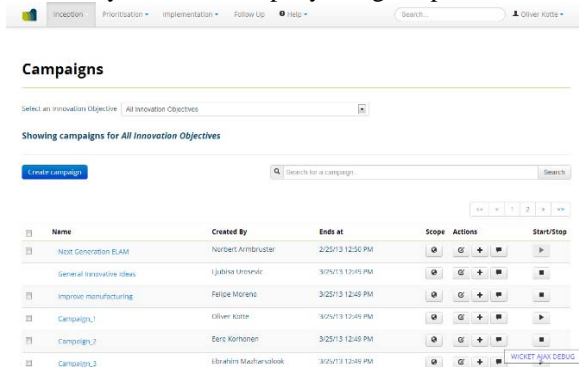 Inception Prioritisation Implementation Follow Up Help Search... Oliver Kotte
Campaigns
Select an Innovation Objective All Innovation Objectives
Showing campaigns for All Innovation Objectives
Create campaign Search for a campaign... Search
<< < 1 2 > >>
Name Created By Ends at Scope Actions Start/Stop
Next Generation ELAM Norbert Armbruster 2/25/13 12:50 PM
General Innovative Ideas Ljubisa Urosevic 3/25/13 12:49 PM
Improve manufacturing Felipe Moreno 3/25/13 12:49 PM
Campaign_1 Oliver Kotte 3/25/13 12:49 PM
Campaign_2 Eero Korhonen 3/25/13 12:49 PM
Campaign_3 Ebrahim Mazharsolook 3/25/13 12:49 PM
WICKET AJAX DEBUG